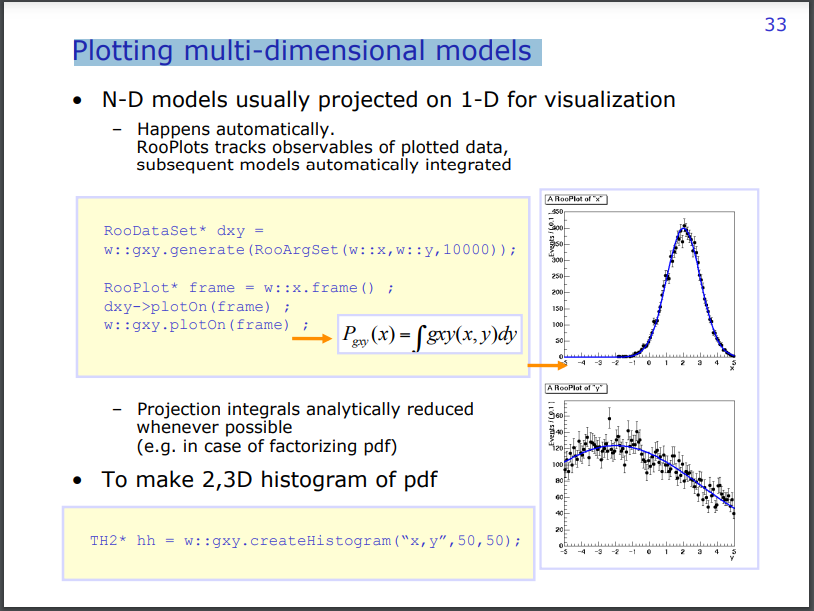 33
Plotting multi-dimensional models
• N-D models usually projected on 1-D for visualization
– Happens automatically.
RooPlots tracks observables of plotted data,
subsequent models automatically integrated
RooDataSet* dxy =
w::gxy.generate(RooArgSet(w::x,w::y,10000));
RooPlot* frame = w::x.frame() ;
dxy->plotOn(frame) ;
w::gxy.plotOn(frame) ;
P_gxy(x) = ∫gxy(x, y)dy
A RooPlot of "x"
Events / ( 0.1 )
450
400
350
300
250
200
150
100
50
0
-5 -4 -3 -2 -1 0 1 2 3 4 5
x
– Projection integrals analytically reduced
whenever possible
(e.g. in case of factorizing pdf)
A RooPlot of "y"
Events / ( 0.1 )
160
140
120
100
80
60
40
20
0
-5 -4 -3 -2 -1 0 1 2 3 4 5
y
• To make 2,3D histogram of pdf
TH2* hh = w::gxy.createHistogram(“x,y”,50,50);